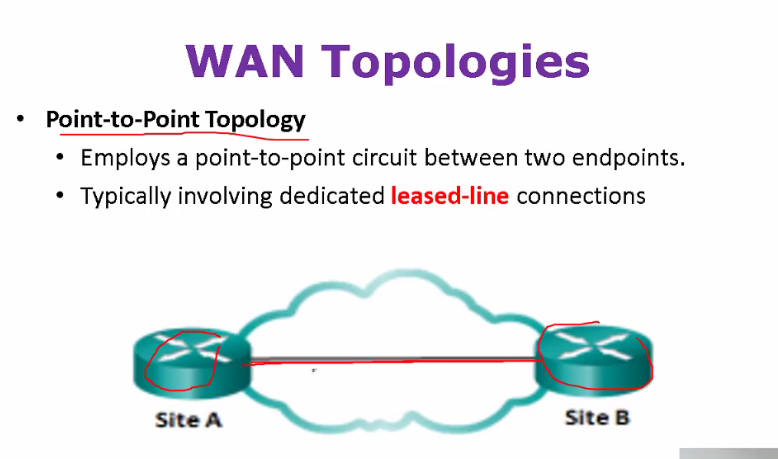 WAN Topologies
• Point-to-Point Topology
• Employs a point-to-point circuit between two endpoints.
• Typically involving dedicated leased-line connections
Site A
Site B